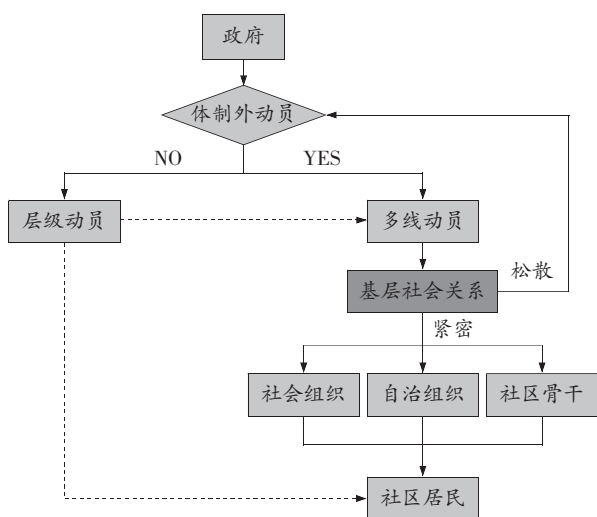 政府
体制外动员
NO
YES
层级动员
多线动员
松散
基层社会关系
紧密
社会组织
自治组织
社区骨干
社区居民